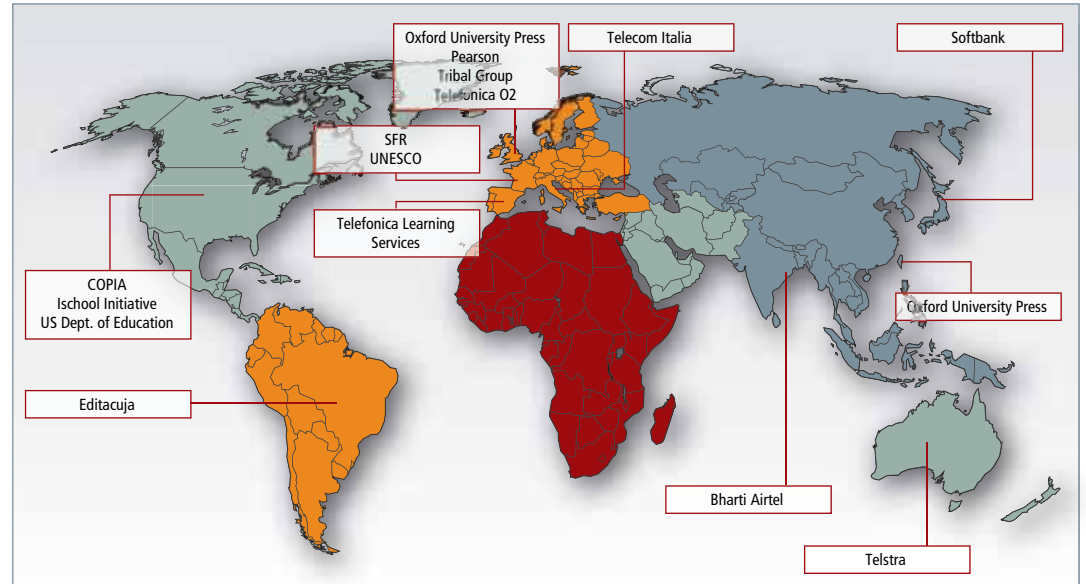 Oxford University Press
Pearson
Tribal Group
Telefonica O2
Telecom Italia
Softbank
SFR
UNESCO
Telefonica Learning
Services
COPIA
Ischool Initiative
US Dept. of Education
Oxford University Press
Editacuja
Bharti Airtel
Telstra